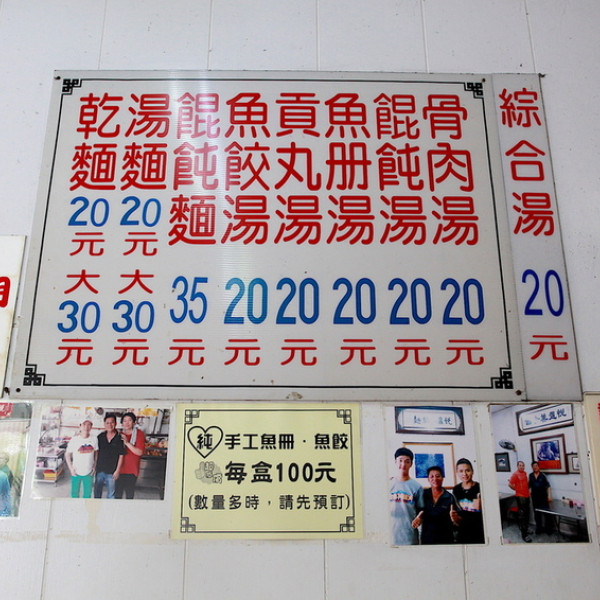 乾麵20元大30元
湯麵20元大30元
餛飩麵35元
魚餃湯20元
貢丸湯20元
魚册湯20元
餛飩湯20元
骨肉湯20元
綜合湯20元
純 手工魚冊·魚餃
每盒100元
(數量多時，請先預訂)